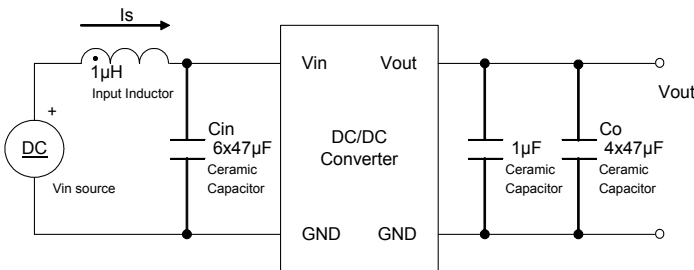 Is
1µH
Input Inductor
+
DC
Vin source
Cin
6x47µF
Ceramic
Capacitor
Vin
Vout
DC/DC
Converter
GND
GND
1µF
Ceramic
Capacitor
Co
4x47µF
Ceramic
Capacitor
Vout